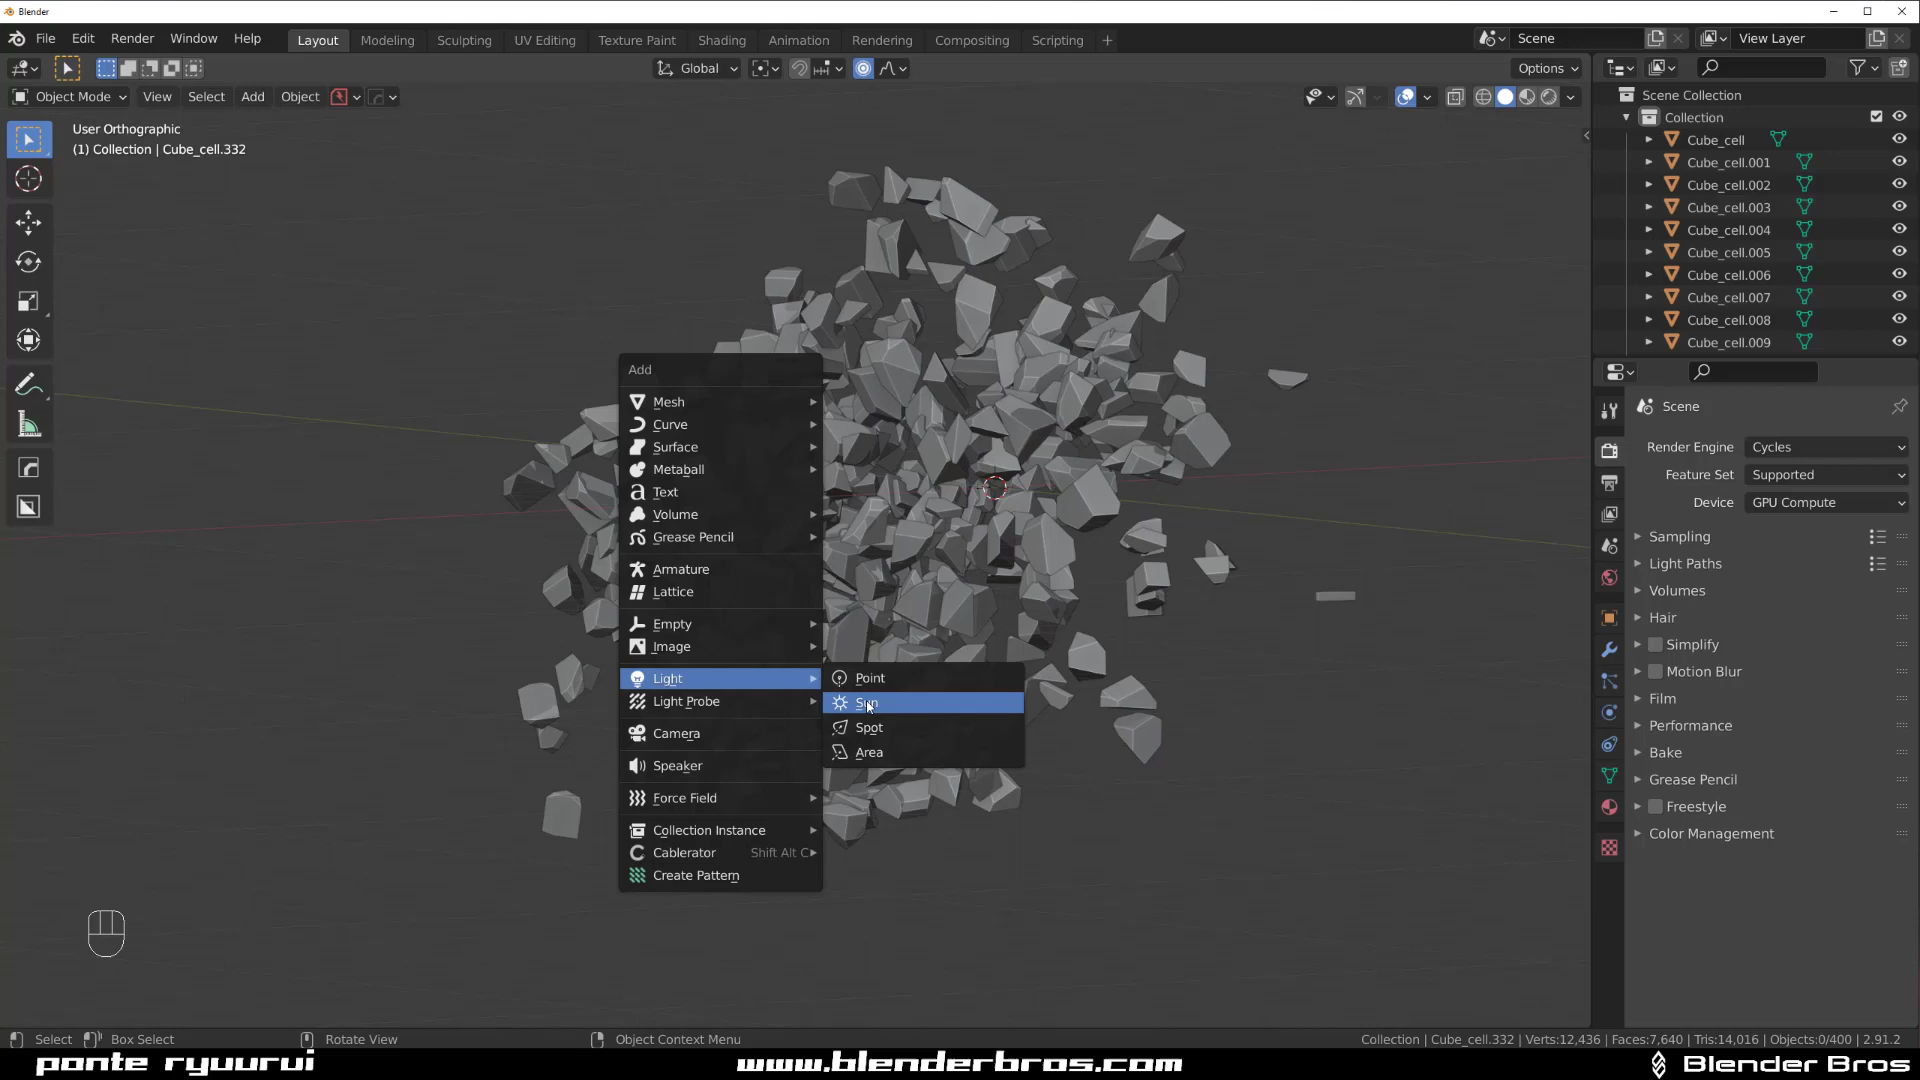 Blender
File Edit Render Window Help Layout Modeling Sculpting UV Editing Texture Paint Shading Animation Rendering Compositing Scripting + Scene View Layer
Global Options
Object Mode View Select Add Object
User Orthographic
(1) Collection | Cube_cell.332
Scene Collection
Collection
Cube_cell
Cube_cell.001
Cube_cell.002
Cube_cell.003
Cube_cell.004
Cube_cell.005
Cube_cell.006
Cube_cell.007
Cube_cell.008
Cube_cell.009
Add
Mesh
Curve
Surface
Metaball
Text
Volume
Grease Pencil
Armature
Lattice
Empty
Image
Light
Light Probe
Camera
Speaker
Force Field
Collection Instance
Cablerator Shift Alt C
Create Pattern
Point
Sun
Spot
Area
Scene
Render Engine Cycles
Feature Set Supported
Device GPU Compute
Sampling
Light Paths
Volumes
Hair
Simplify
Motion Blur
Film
Performance
Bake
Grease Pencil
Freestyle
Color Management
Select Box Select Rotate View Object Context Menu Collection | Cube_cell.332 | Verts:12,436 | Faces:7,640 | Tris:14,016 | Objects:0/400 | 2.91.2
ponte ryuurui www.blenderbros.com Blender Bros